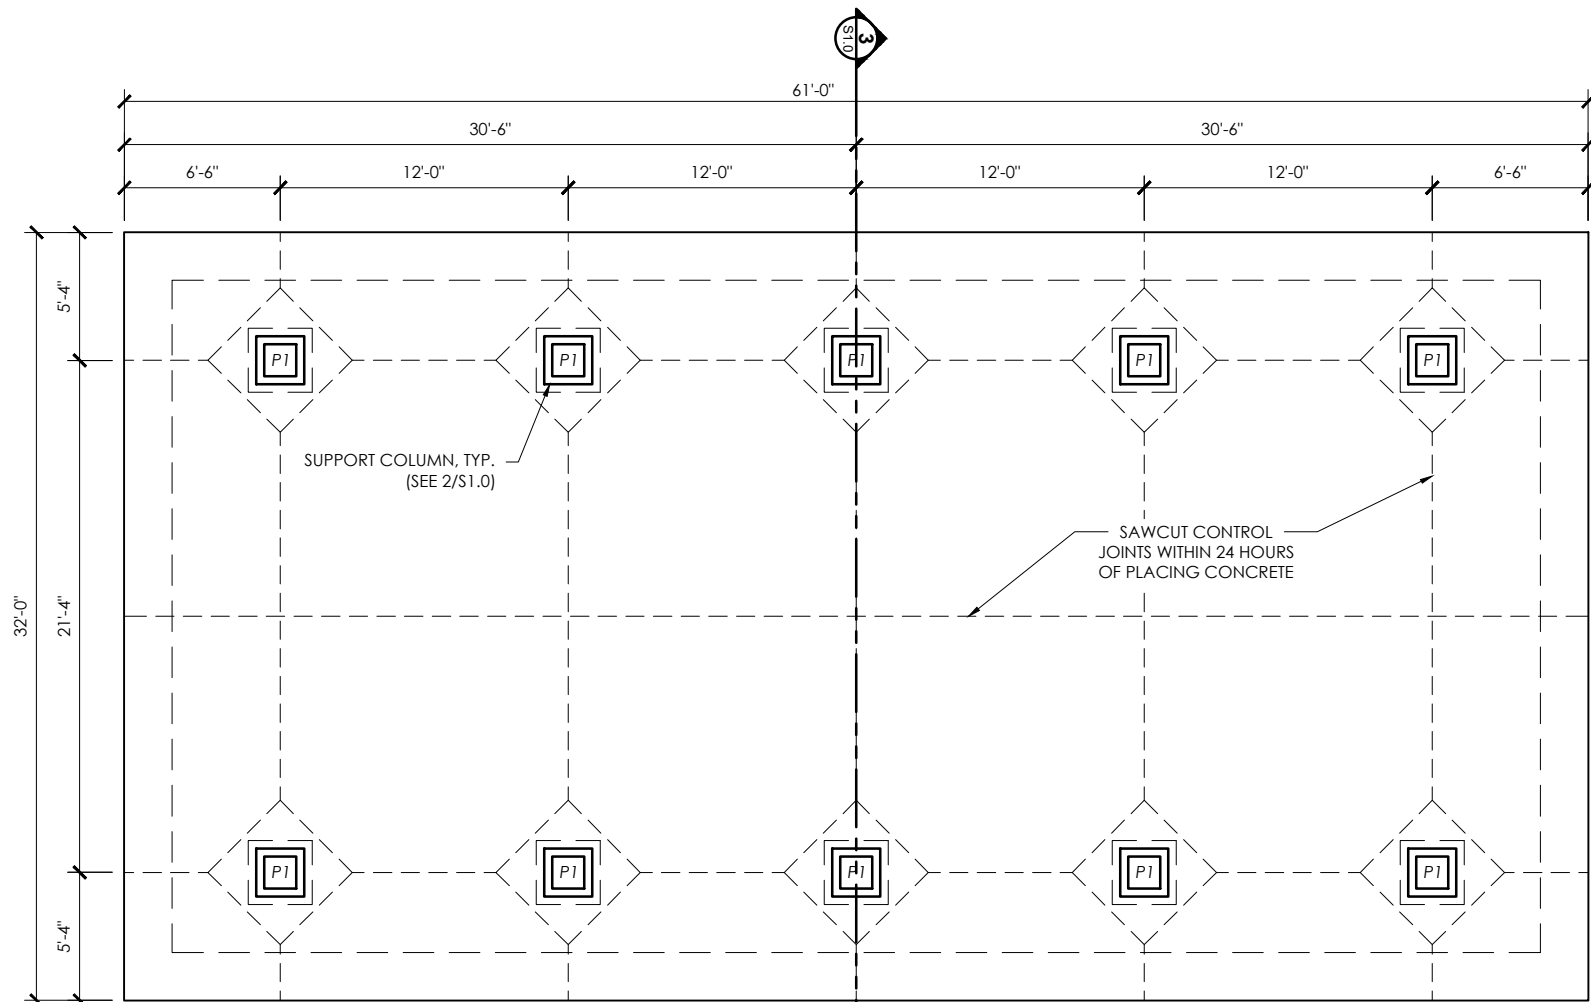 3
S1.0
61'-0"
30'-6"
30'-6"
6'-6"
12'-0"
12'-0"
12'-0"
12'-0"
6'-6"
5'-4"
P1
P1
P1
P1
P1
SUPPORT COLUMN, TYP.
(SEE 2/S1.0)
SAWCUT CONTROL
JOINTS WITHIN 24 HOURS
OF PLACING CONCRETE
32'-0"
21'-4"
P1
P1
P1
P1
P1
5'-4"